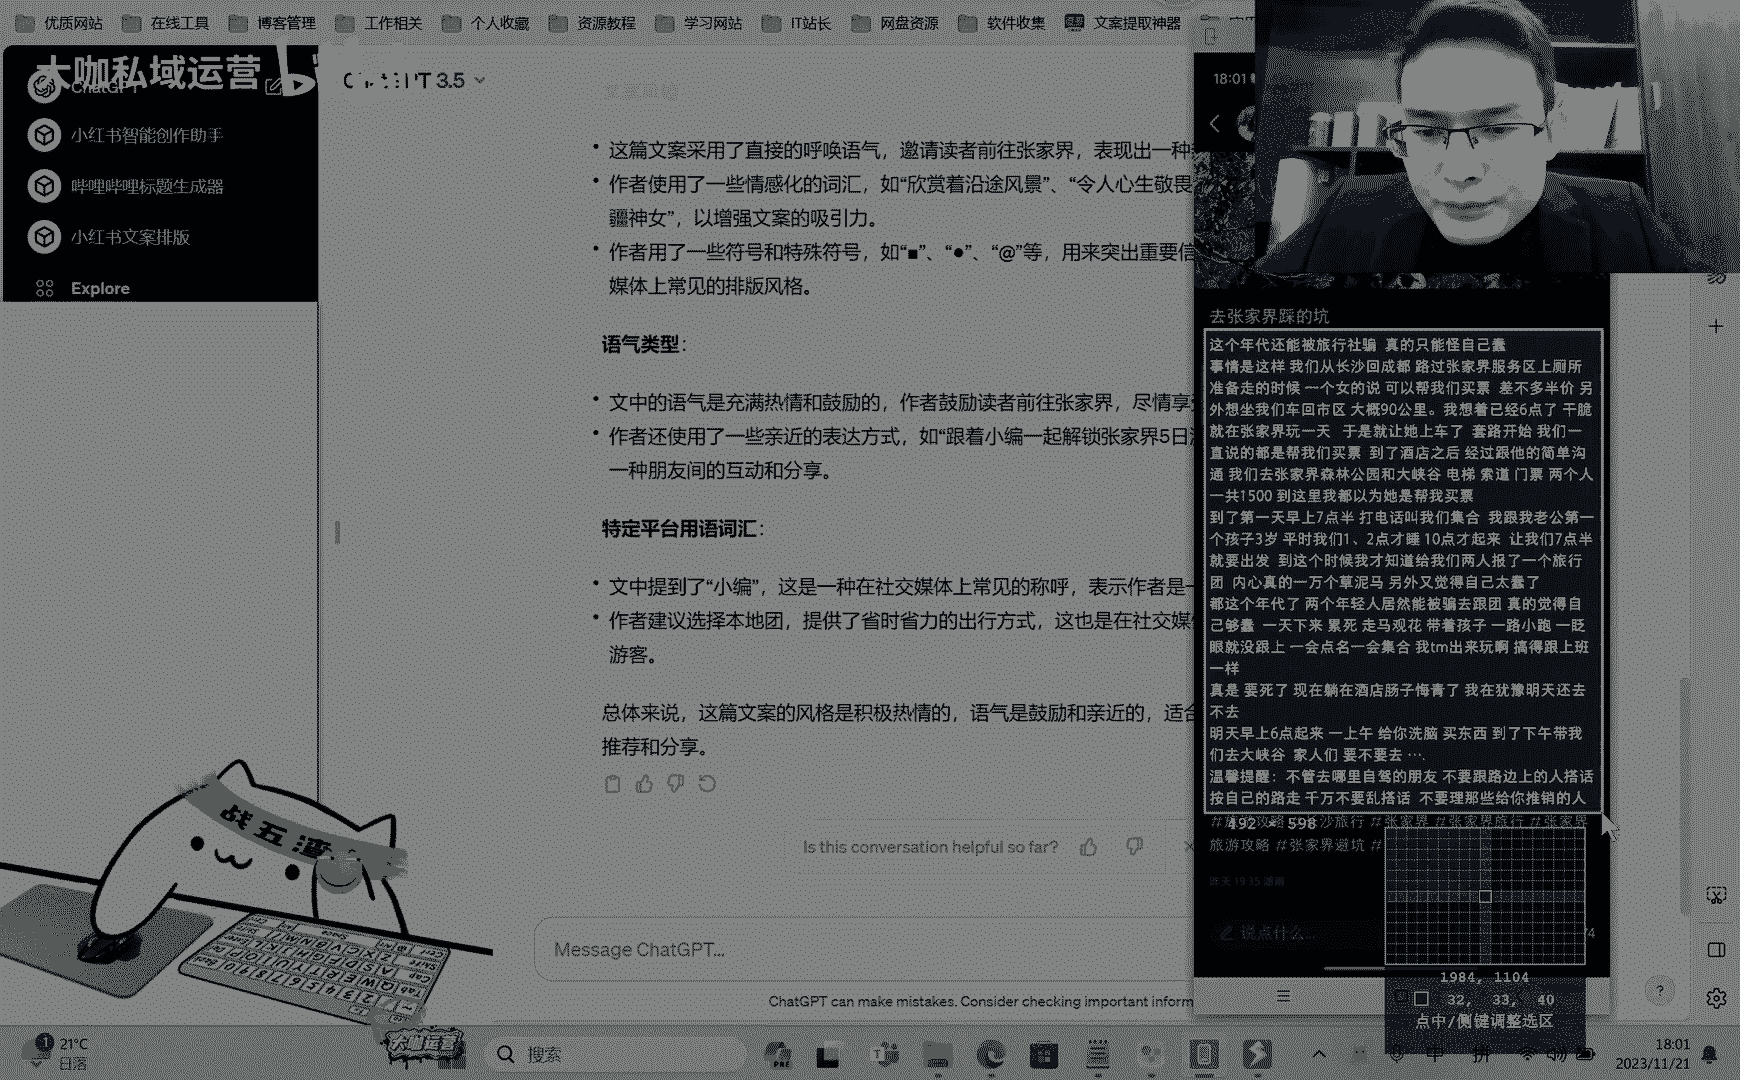 优质网站 在线工具 博客管理 工作相关 个人收藏 资源教程 学习网站 IT站长 网盘资源 软件收集 文案提取神器
大咖私域运营
ChatGPT
小红书智能创作助手
哔哩哔哩标题生成器
小红书文案排版
Explore
这篇文案采用了直接的呼唤语气，邀请读者前往张家界，表现出一种
作者使用了一些情感化的词汇，如“欣赏着沿途风景”、“令人心生敬畏
疆神女”，以增强文案的吸引力。
作者用了一些符号和特殊符号，如“■”、“●”、“@”等，用来突出重要信
媒体上常见的排版风格。
语气类型：
文中的语气是充满热情和鼓励的，作者鼓励读者前往张家界，尽情享
作者还使用了一些亲近的表达方式，如“跟着小编一起解锁张家界5日
一种朋友间的互动和分享。
特定平台用语词汇：
文中提到了“小编”，这是一种在社交媒体上常见的称呼，表示作者是一
作者建议选择本地团，提供了省时省力的出行方式，这也是在社交媒
游客。
总体来说，这篇文案的风格是积极热情的，语气是鼓励和亲近的，适合
推荐和分享。
Is this conversation helpful so far?
Message ChatGPT…
ChatGPT can make mistakes. Consider checking important inform
18:01
去张家界踩的坑
这个年代还能被旅行社骗 真的只能怪自己蠢
事情是这样 我们从长沙回成都 路过张家界服务区上厕所
准备走的时候 一个女的说 可以帮我们买票 差不多半价 另
外想坐我们车回市区 大概90公里。我想着已经6点了 干脆
就在张家界玩一天 于是就让她上车了 套路开始 我们一
直说的都是帮我们买票 到了酒店之后 经过跟他的简单沟
通 我们去张家界森林公园和大峡谷 电梯 索道 门票 两个人
一共1500 到这里我都以为她是帮我买票
到了第一天早上7点半 打电话叫我们集合 我跟我老公第一
个孩子3岁 平时我们1、2点才睡 10点才起来 让我们7点半
就要出发 到这个时候我才知道给我们两人报了一个旅行
团 内心真的一万个草泥马 另外又觉得自己太蠢了
都这个年代了 两个年轻人居然能被骗去跟团 真的觉得自
己够蠢 一天下来 累死 走马观花 带着孩子 一路小跑 一眨
眼就没跟上 一会点名一会集合 我tm出来玩啊 搞得跟上班
一样
真是 要死了 现在躺在酒店肠子悔青了 我在犹豫明天还去
不去
明天早上6点起来 一上午 给你洗脑 买东西 到了下午带我
们去大峡谷 家人们 要不要去 ….
温馨提醒：不管去哪里自驾的朋友 不要跟路边上的人搭话
按自己的路走 千万不要乱搭话 不要理那些给你推销的人
492 × 598
#张家界 #张家界旅行 #张家界
旅游攻略 #张家界避坑 #
说点什么...
1984, 1104
32, 33, 40
点中/侧键调整选区
战五渣
大咖运营
1
21°C
日落
搜索
PRE
中 拼
18:01
2023/11/21